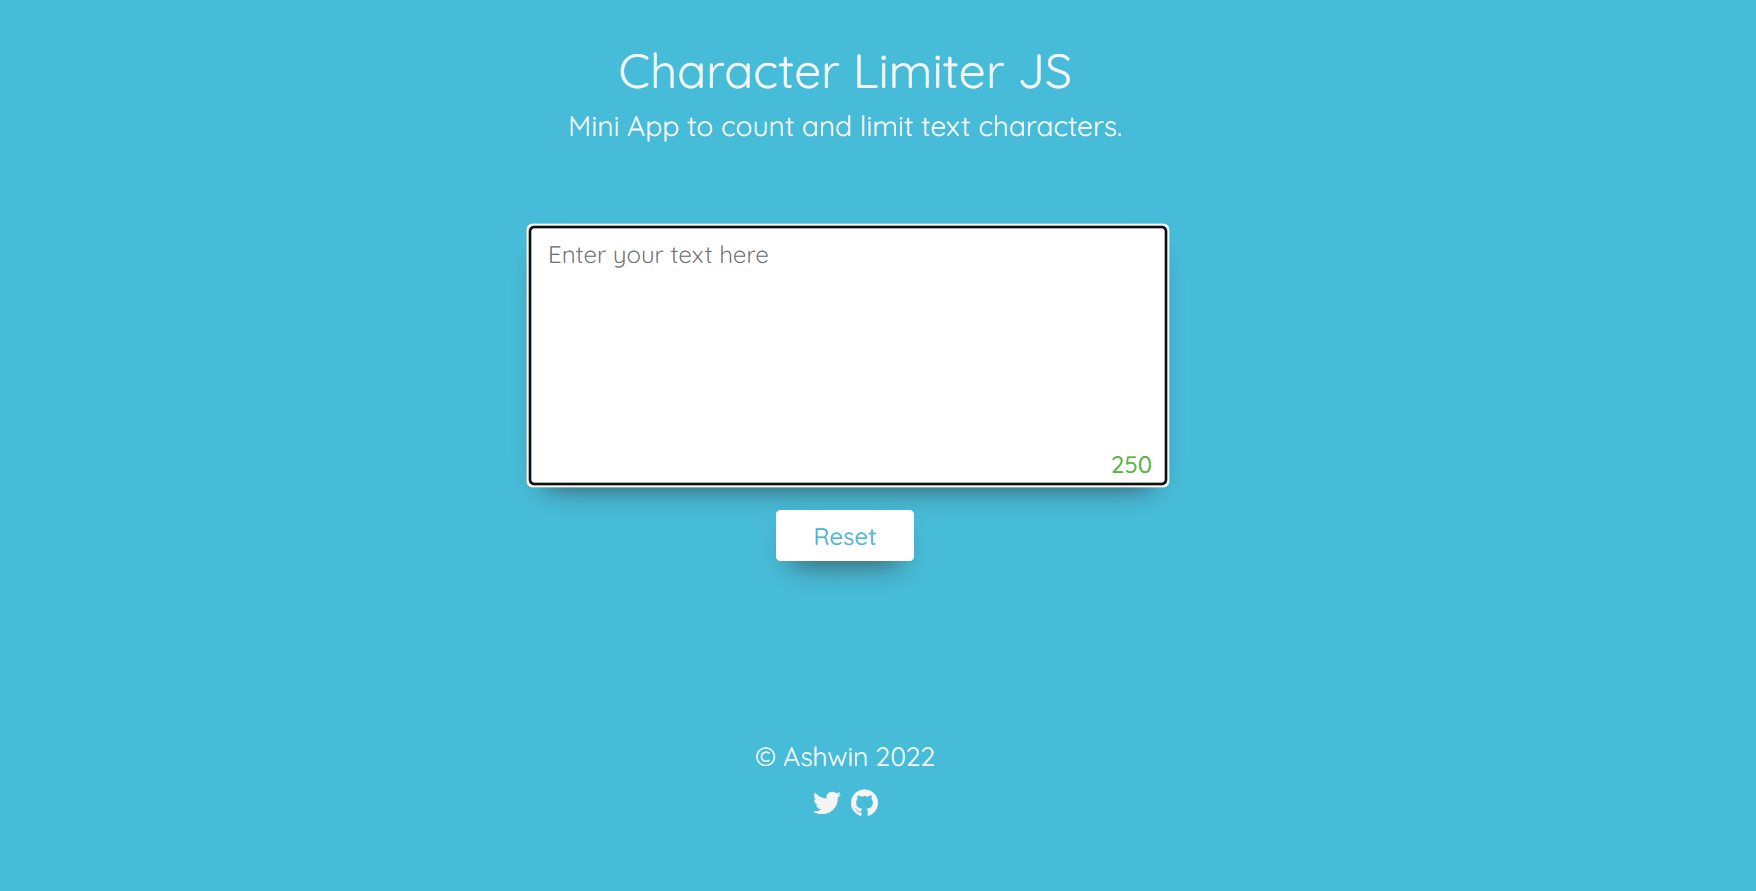 Character Limiter JS
Mini App to count and limit text characters.
Enter your text here
250
Reset
© Ashwin 2022